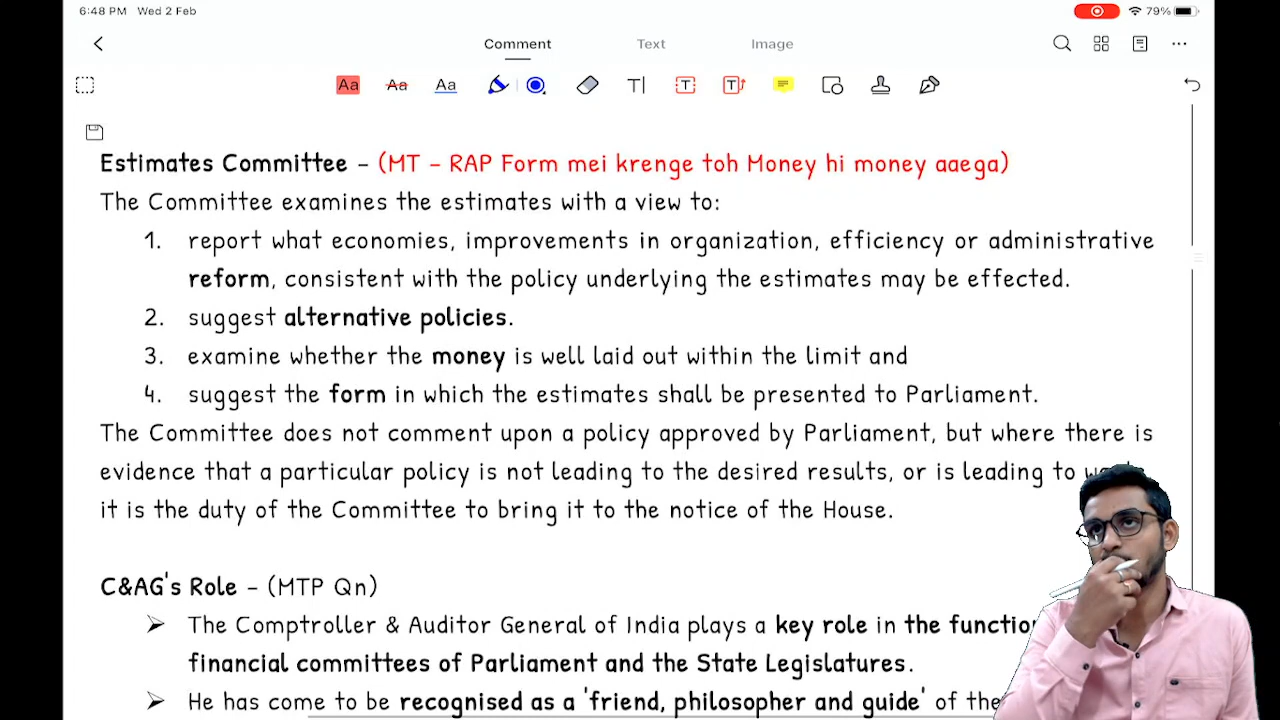 6:48 PM Wed 2 Feb 79%
Comment Text Image
Aa Aa Aa T T T
Estimates Committee – (MT – RAP Form mei krenge toh Money hi money aaega)
The Committee examines the estimates with a view to:
1. report what economies, improvements in organization, efficiency or administrative
reform, consistent with the policy underlying the estimates may be effected.
2. suggest alternative policies.
3. examine whether the money is well laid out within the limit and
4. suggest the form in which the estimates shall be presented to Parliament.
The Committee does not comment upon a policy approved by Parliament, but where there is
evidence that a particular policy is not leading to the desired results, or is leading to
it is the duty of the Committee to bring it to the notice of the House.
C&AG's Role – (MTP Qn)
➢ The Comptroller & Auditor General of India plays a key role in the
financial committees of Parliament and the State Legislatures.
➢ He has come to be recognised as a 'friend, philosopher and guide' of